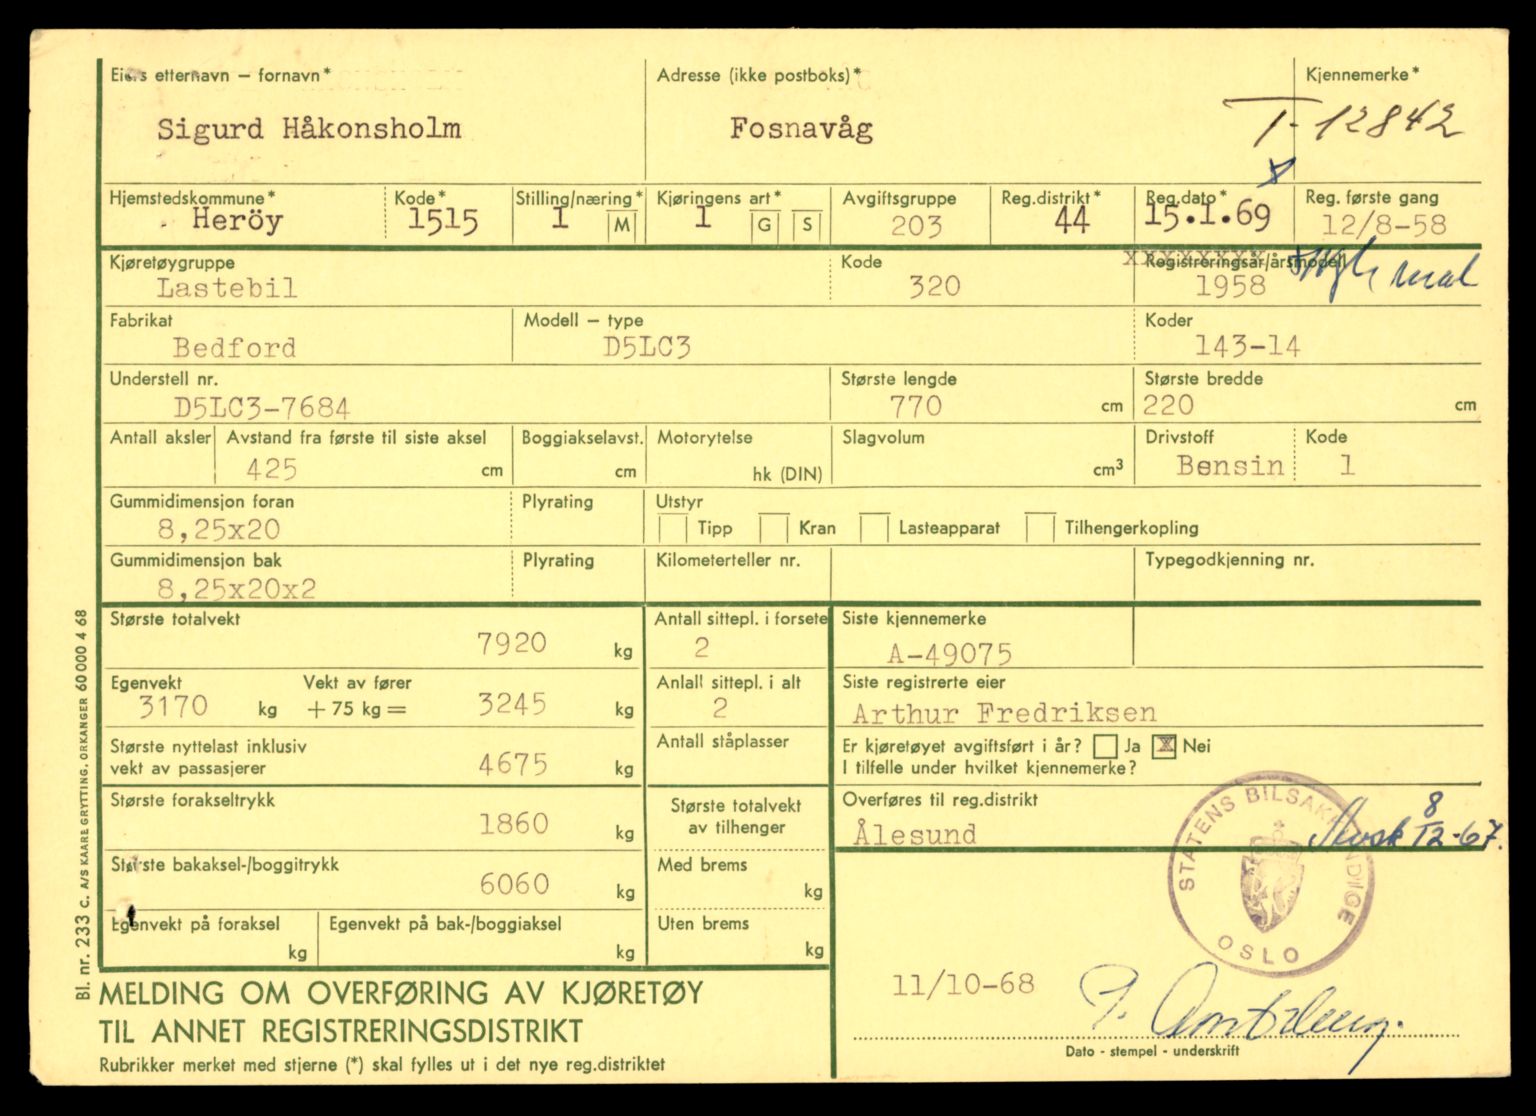 Eiers etternavn – fornavn* Adresse (ikke postboks)* Kjennemerke*
Sigurd Håkonsholm Fosnavåg T-12842
Hjemstedskommune* Kode* Stilling/næring* Kjøringens art* Avgiftsgruppe Reg.distrikt* Reg.dato* Reg. første gang
Heröy 1515 1 M 1 G S 203 44 15.1.69 12/8-58
Kjøretøygruppe Kode Registreringsår/årsmodell
Lastebil 320 1958
Fabrikat Modell – type Koder
Bedford D5LC3 143-14
Understell nr. Største lengde Største bredde
D5LC3-7684 770 cm 220 cm
Antall aksler Avstand fra første til siste aksel Boggiakselavst. Motorytelse Slagvolum Drivstoff Kode
425 cm cm hk (DIN) cm³ Bensin 1
Gummidimensjon foran Plyrating Utstyr
8,25x20 Tipp Kran Lasteapparat Tilhengerkopling
Gummidimensjon bak Plyrating Kilometerteller nr. Typegodkjenning nr.
8,25x20x2
Største totalvekt Antall sittepl. i forsete Siste kjennemerke
7920 kg 2 A-49075
Egenvekt Vekt av fører Anlall sittepl. i alt Siste registrerte eier
3170 kg + 75 kg = 3245 kg 2 Arthur Fredriksen
Største nyttelast inklusiv Antall ståplasser Er kjøretøyet avgiftsført i år? Ja X Nei
vekt av passasjerer 4675 kg I tilfelle under hvilket kjennemerke?
Største forakseltrykk Største totalvekt Overføres til reg.distrikt
1860 kg av tilhenger Ålesund 8/12-67.
Største bakaksel-/boggitrykk Med brems
6060 kg kg
STATENS BILSAKKYNDIGE OSLO
Egenvekt på foraksel Egenvekt på bak-/boggiaksel Uten brems
kg kg kg
11/10-68
MELDING OM OVERFØRING AV KJØRETØY
TIL ANNET REGISTRERINGSDISTRIKT
Dato - stempel - underskrift
Rubrikker merket med stjerne (*) skal fylles ut i det nye reg.distriktet
Bl. nr. 233 c. A/S KAARE GRYTTING, ORKANGER 60 000 4 68